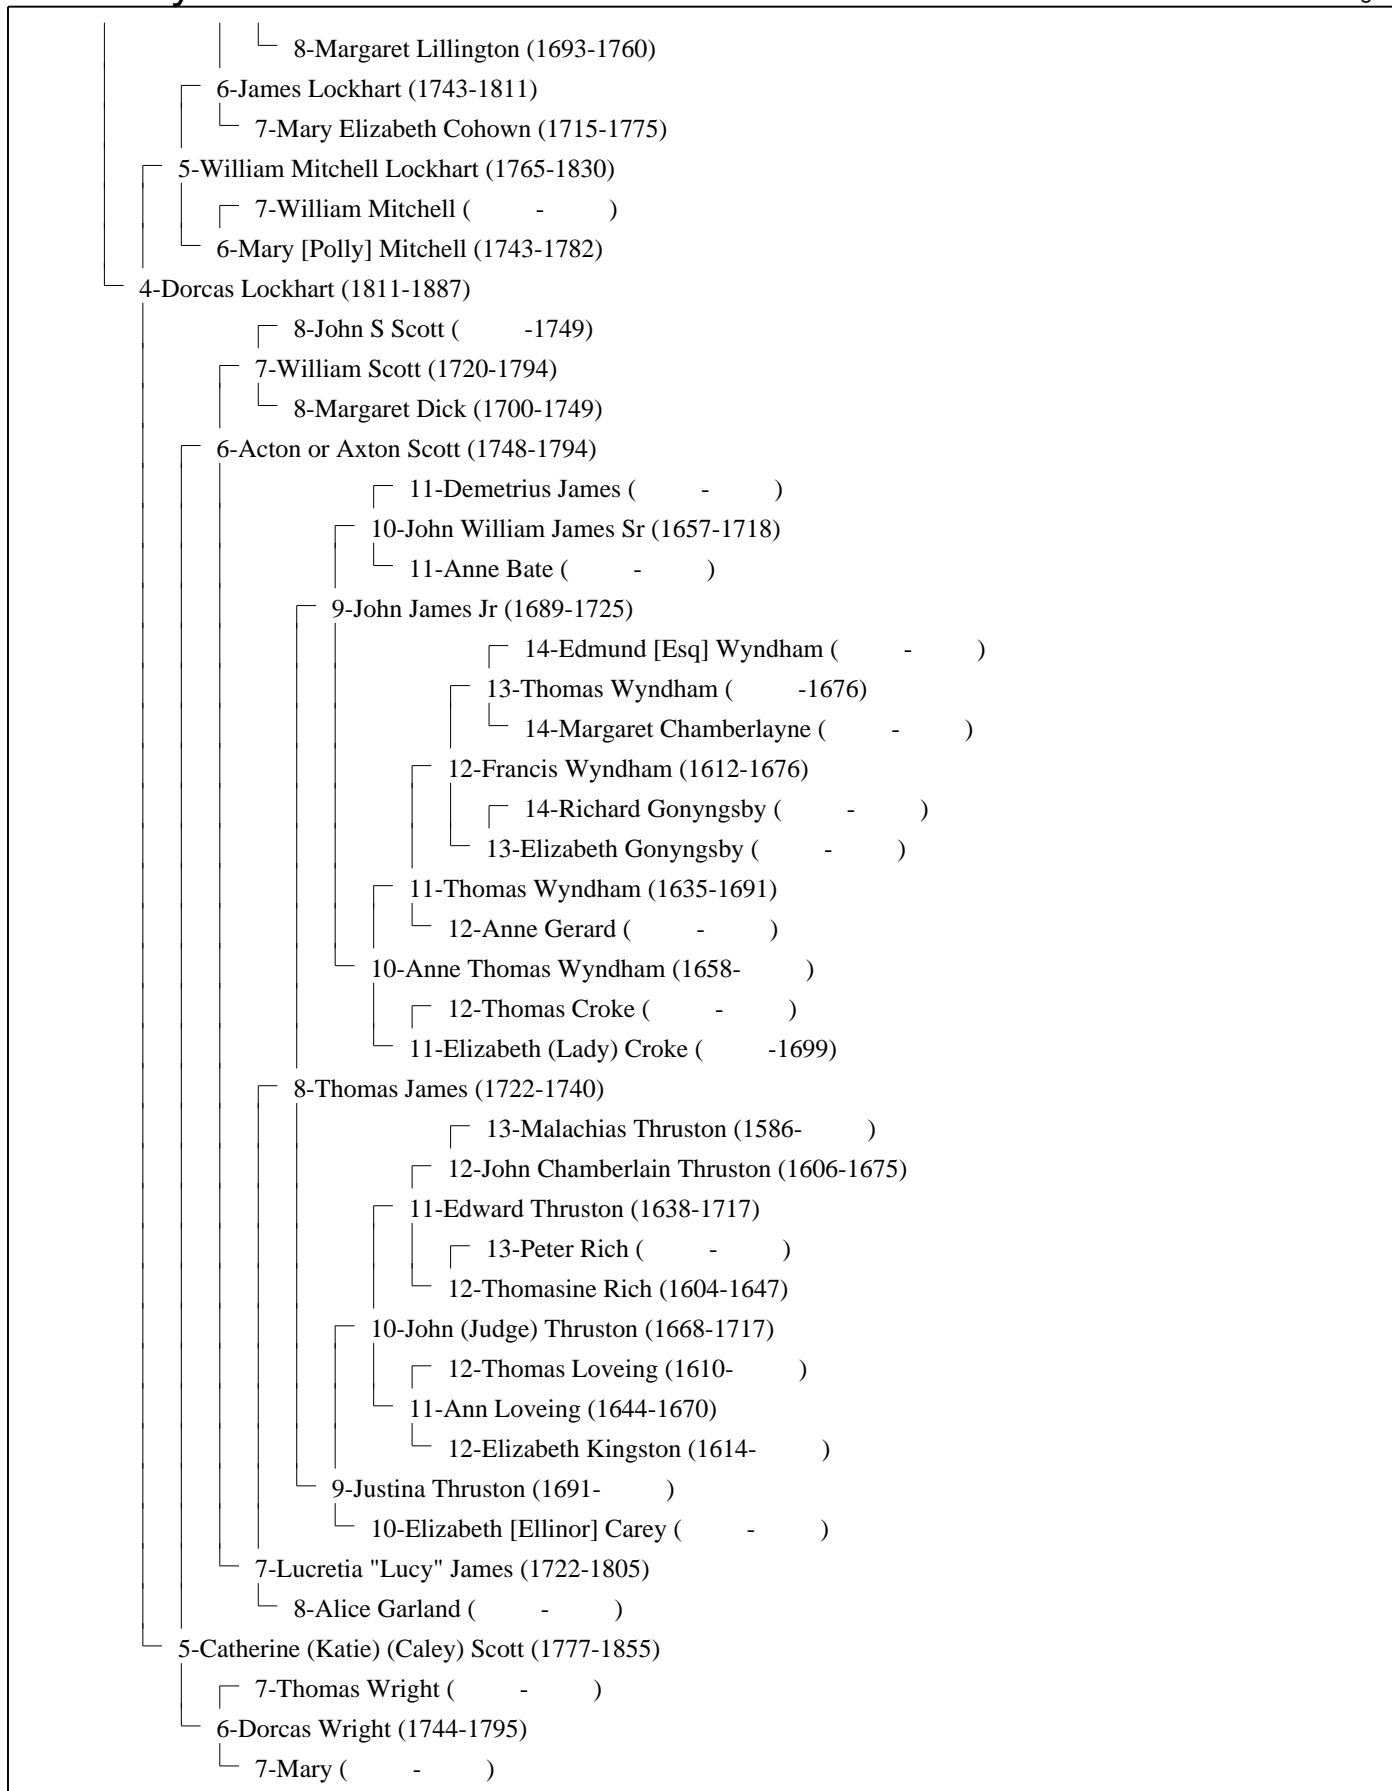 8-Margaret Lillington (1693-1760)
6-James Lockhart (1743-1811)
7-Mary Elizabeth Cohown (1715-1775)
5-William Mitchell Lockhart (1765-1830)
7-William Mitchell ( - )
6-Mary [Polly] Mitchell (1743-1782)
4-Dorcas Lockhart (1811-1887)
8-John S Scott ( -1749)
7-William Scott (1720-1794)
8-Margaret Dick (1700-1749)
6-Acton or Axton Scott (1748-1794)
11-Demetrius James ( - )
10-John William James Sr (1657-1718)
11-Anne Bate ( - )
9-John James Jr (1689-1725)
14-Edmund [Esq] Wyndham ( - )
13-Thomas Wyndham ( -1676)
14-Margaret Chamberlayne ( - )
12-Francis Wyndham (1612-1676)
14-Richard Gonyngsby ( - )
13-Elizabeth Gonyngsby ( - )
11-Thomas Wyndham (1635-1691)
12-Anne Gerard ( - )
10-Anne Thomas Wyndham (1658- )
12-Thomas Croke ( - )
11-Elizabeth (Lady) Croke ( -1699)
8-Thomas James (1722-1740)
13-Malachias Thruston (1586- )
12-John Chamberlain Thruston (1606-1675)
11-Edward Thruston (1638-1717)
13-Peter Rich ( - )
12-Thomasine Rich (1604-1647)
10-John (Judge) Thruston (1668-1717)
12-Thomas Loveing (1610- )
11-Ann Loveing (1644-1670)
12-Elizabeth Kingston (1614- )
9-Justina Thruston (1691- )
10-Elizabeth [Ellinor] Carey ( - )
7-Lucretia "Lucy" James (1722-1805)
8-Alice Garland ( - )
5-Catherine (Katie) (Caley) Scott (1777-1855)
7-Thomas Wright ( - )
6-Dorcas Wright (1744-1795)
7-Mary ( - )